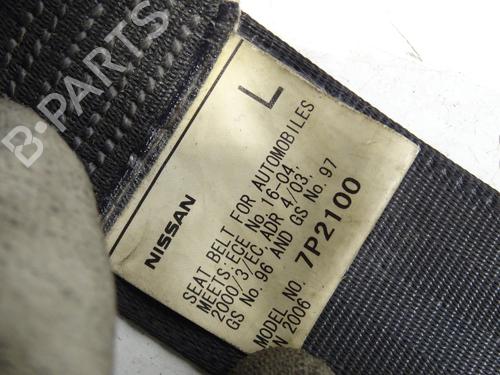 B-PARTS
L
NISSAN
SEAT BELT FOR AUTOMOBILES
MEETS:ECE No.16-04,
2000/3/EC,ADR 4/03,
GS No.96 AND GS No.97
MODEL NO. 7P2100
2006